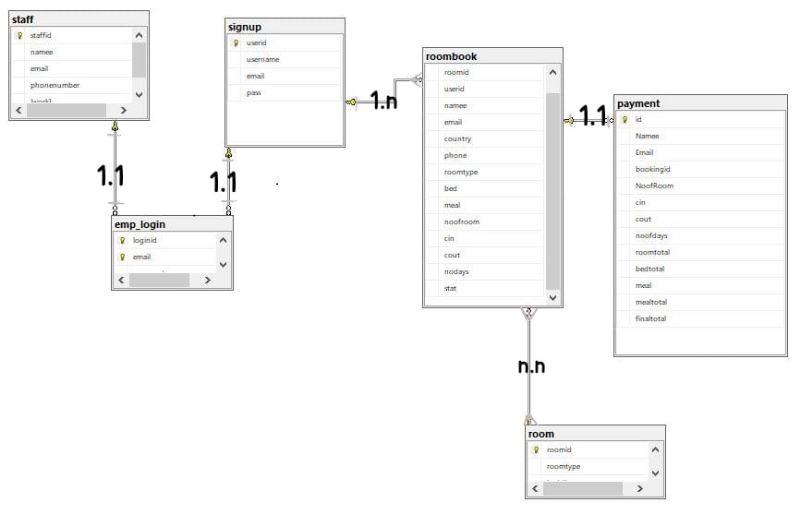 staff
staffid
namee
email
phonenumber
1.1
signup
userid
username
email
pass
1.n
1.1
emp_login
loginid
email
roombook
roomid
userid
namee
email
country
phone
roomtype
bed
meal
noofroom
cin
cout
nodays
stat
1.1
payment
id
Namee
Email
bookingid
NoofRoom
cin
cout
noofdays
roomtotal
bedtotal
meal
mealtotal
finaltotal
n.n
room
roomid
roomtype